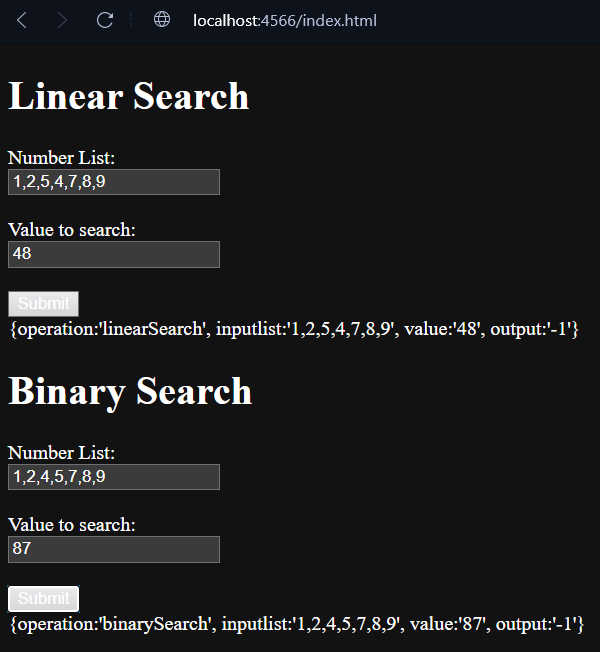 localhost:4566/index.html
Linear Search
Number List:
1,2,5,4,7,8,9
Value to search:
48
Submit
{operation:'linearSearch', inputlist:'1,2,5,4,7,8,9', value:'48', output:'-1'}
Binary Search
Number List:
1,2,4,5,7,8,9
Value to search:
87
Submit
{operation:'binarySearch', inputlist:'1,2,4,5,7,8,9', value:'87', output:'-1'}